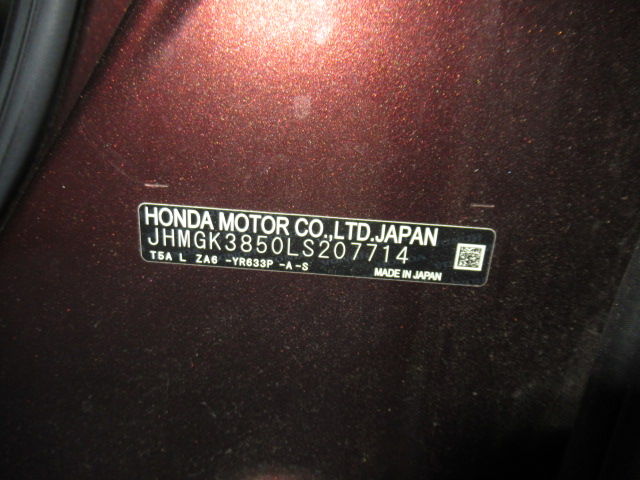 HONDA MOTOR CO.,LTD.JAPAN
JHMGK3850LS207714
T5A L ZA6 -YR633P -A-S
MADE IN JAPAN